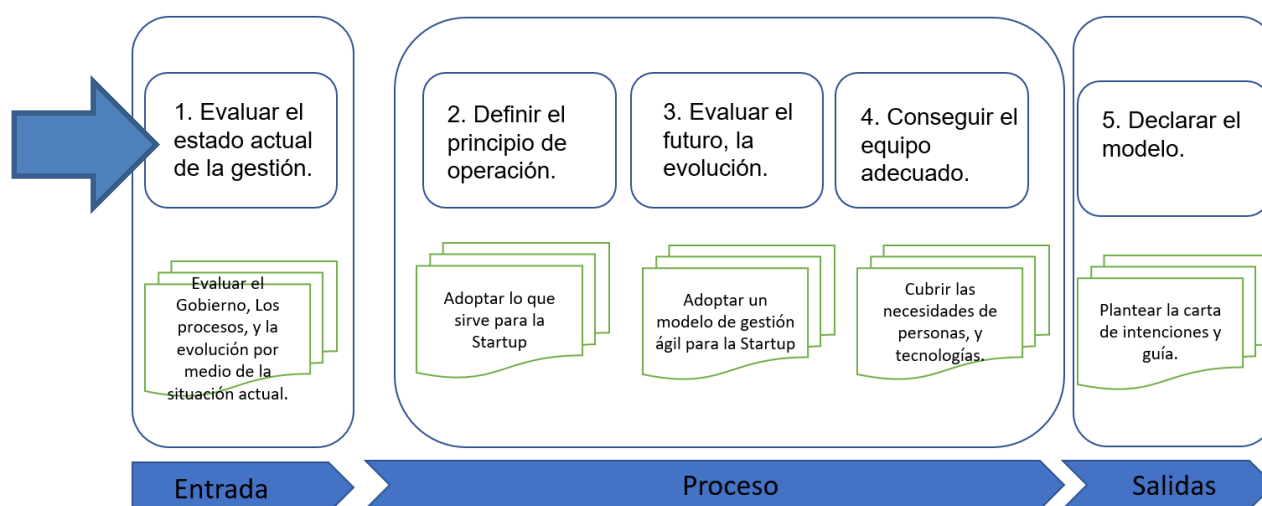 1. Evaluar el
estado actual
de la gestión.
2. Definir el
principio de
operación.
3. Evaluar el
futuro, la
evolución.
4. Conseguir el
equipo
adecuado.
5. Declarar el
modelo.
Evaluar el
Gobierno, Los
procesos, y la
evolución por
medio de la
situación actual.
Adoptar lo que
sirve para la
Startup
Adoptar un
modelo de gestión
ágil para la Startup
Cubrir las
necesidades de
personas, y
tecnologías.
Plantear la carta
de intenciones y
guía.
Entrada
Proceso
Salidas